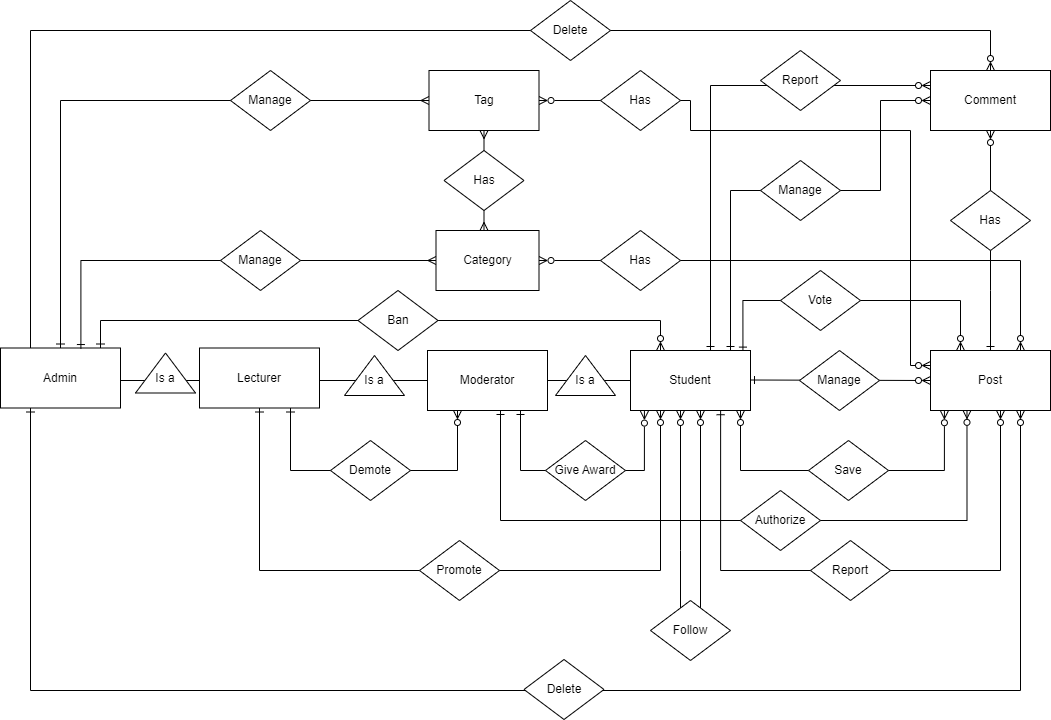 Delete
Manage
Tag
Has
Report
Comment
Has
Manage
Has
Manage
Category
Has
Vote
Ban
Admin
Is a
Lecturer
Is a
Moderator
Is a
Student
Manage
Post
Demote
Give Award
Save
Authorize
Promote
Report
Follow
Delete